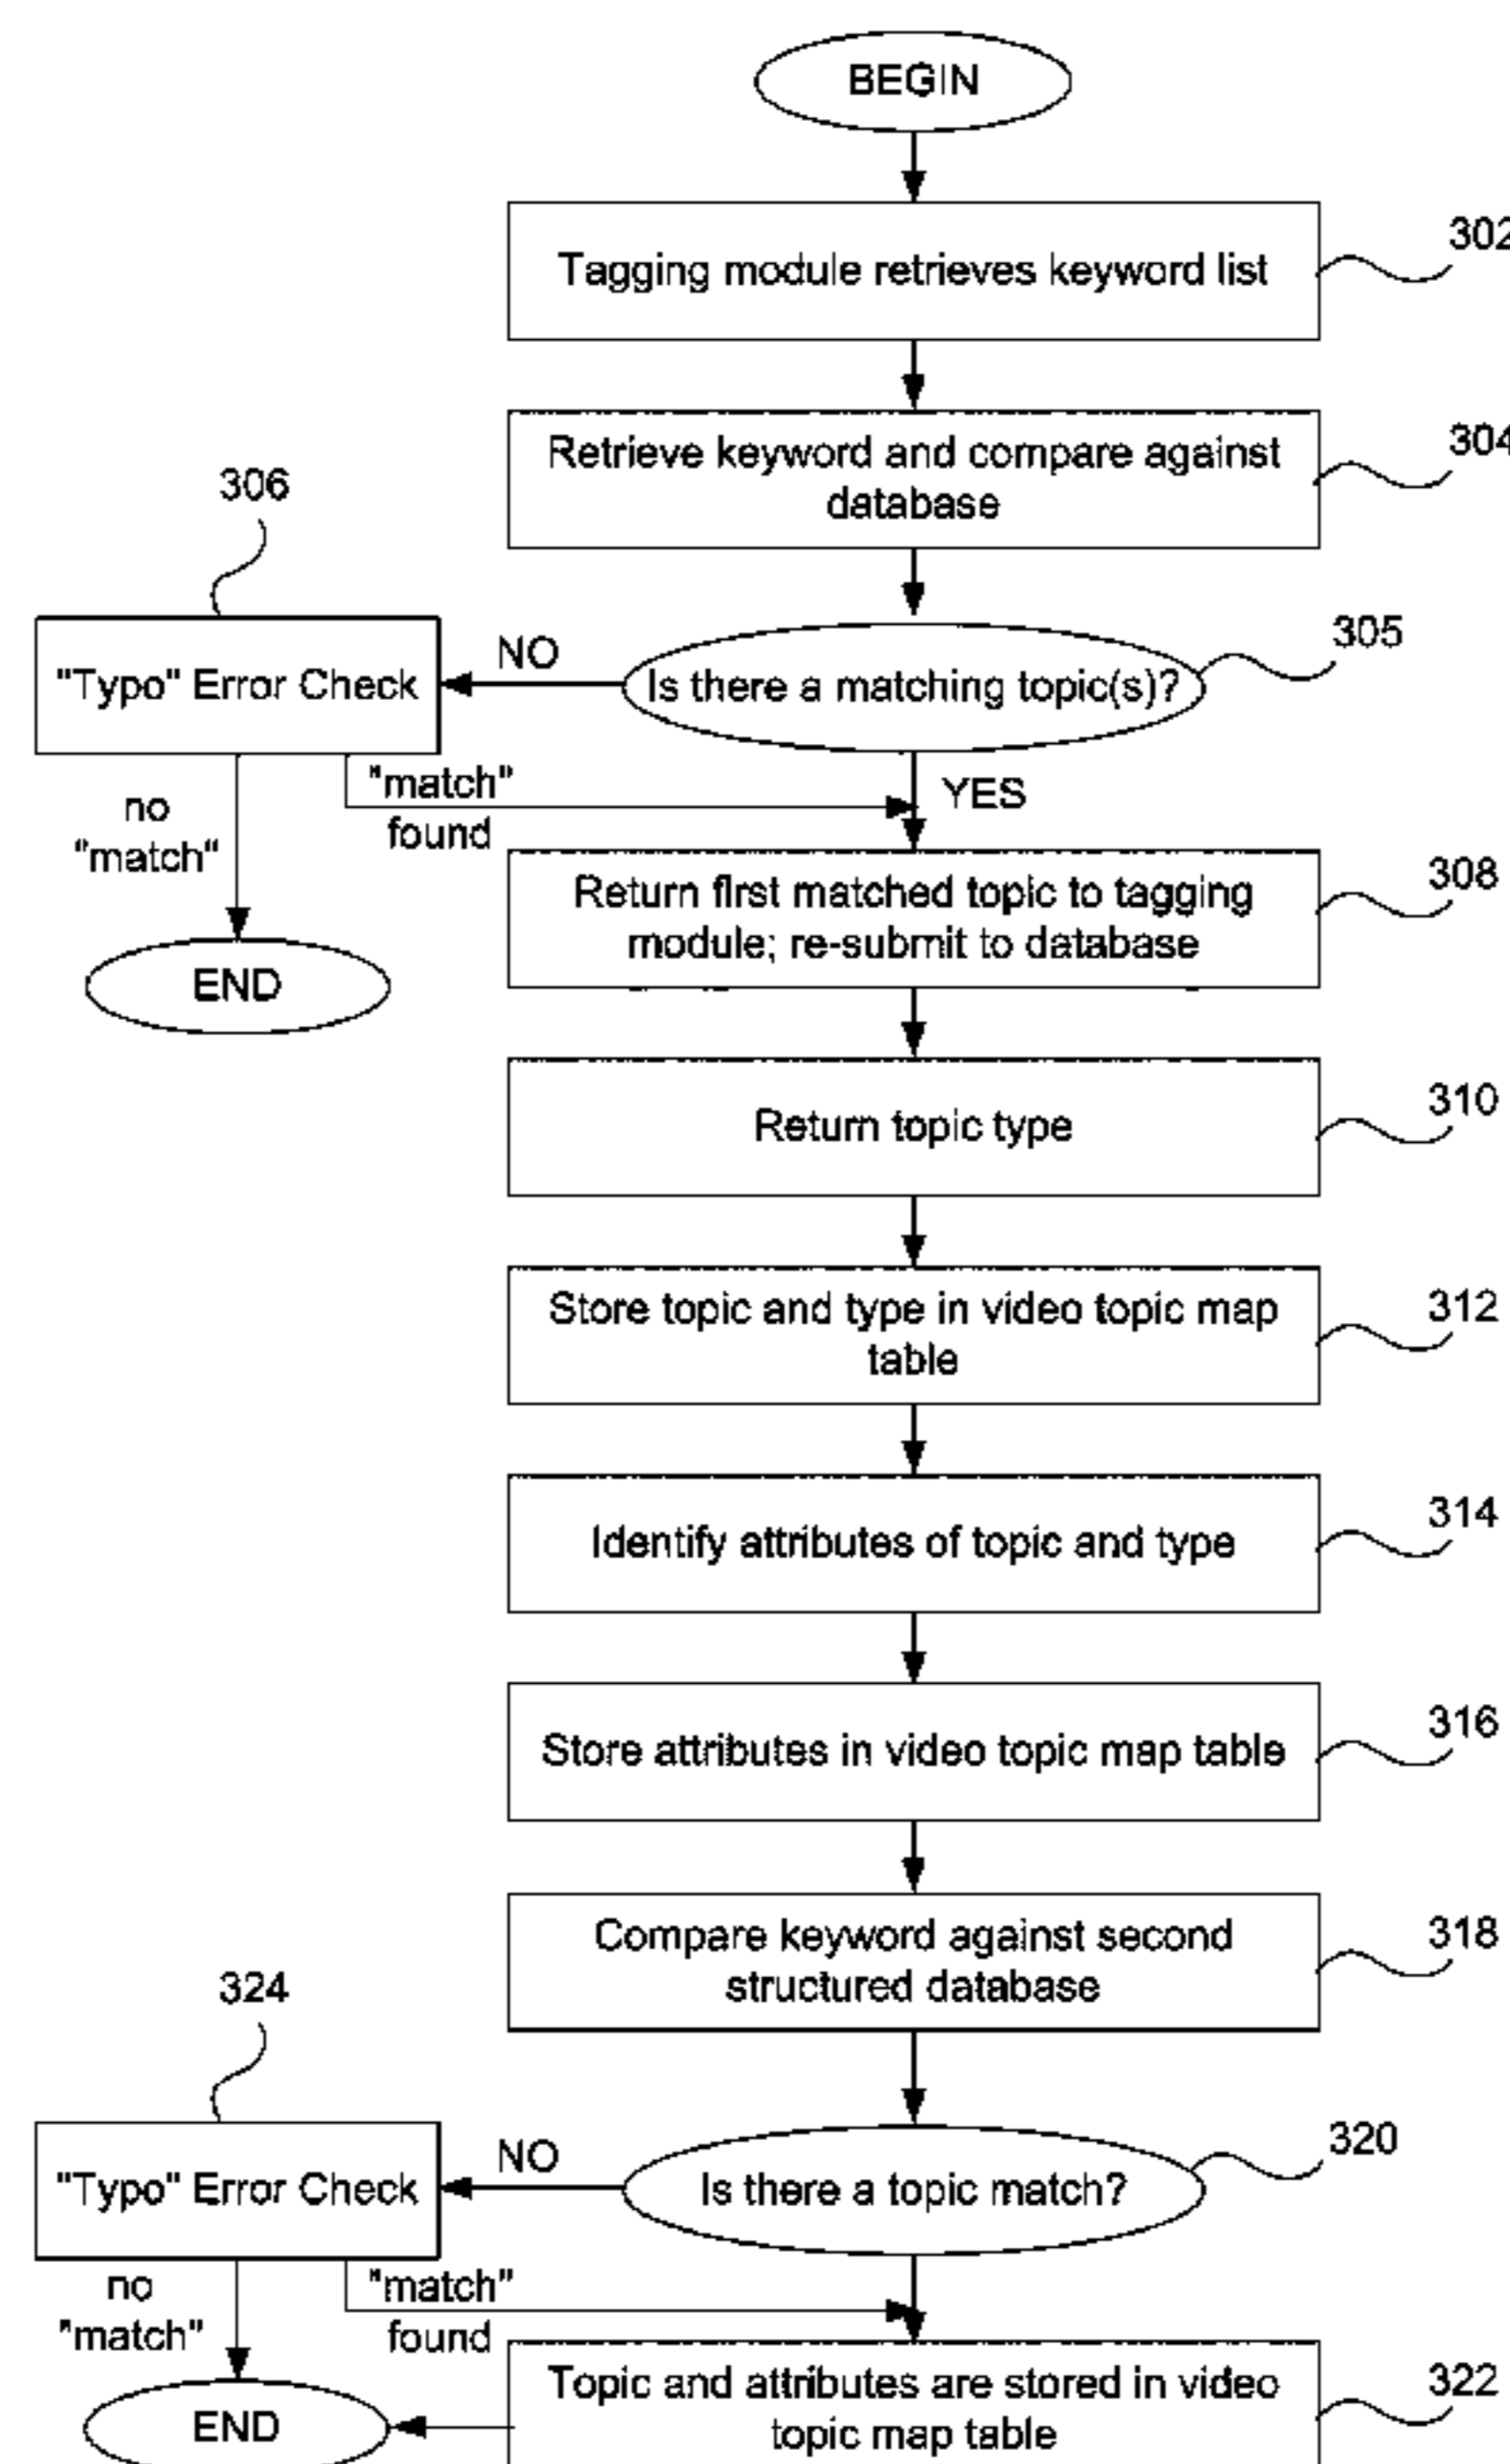 BEGIN
Tagging module retrieves keyword list
302
Retrieve keyword and compare against
database
304
306
"Typo" Error Check
NO
Is there a matching topic(s)?
305
"match"
found
YES
no
"match"
END
Return first matched topic to tagging
module; re-submit to database
308
Return topic type
310
Store topic and type in video topic map
table
312
Identify attributes of topic and type
314
Store attributes in video topic map table
316
Compare keyword against second
structured database
318
324
"Typo" Error Check
NO
Is there a topic match?
320
no
"match"
"match"
found
END
Topic and attributes are stored in video
topic map table
322